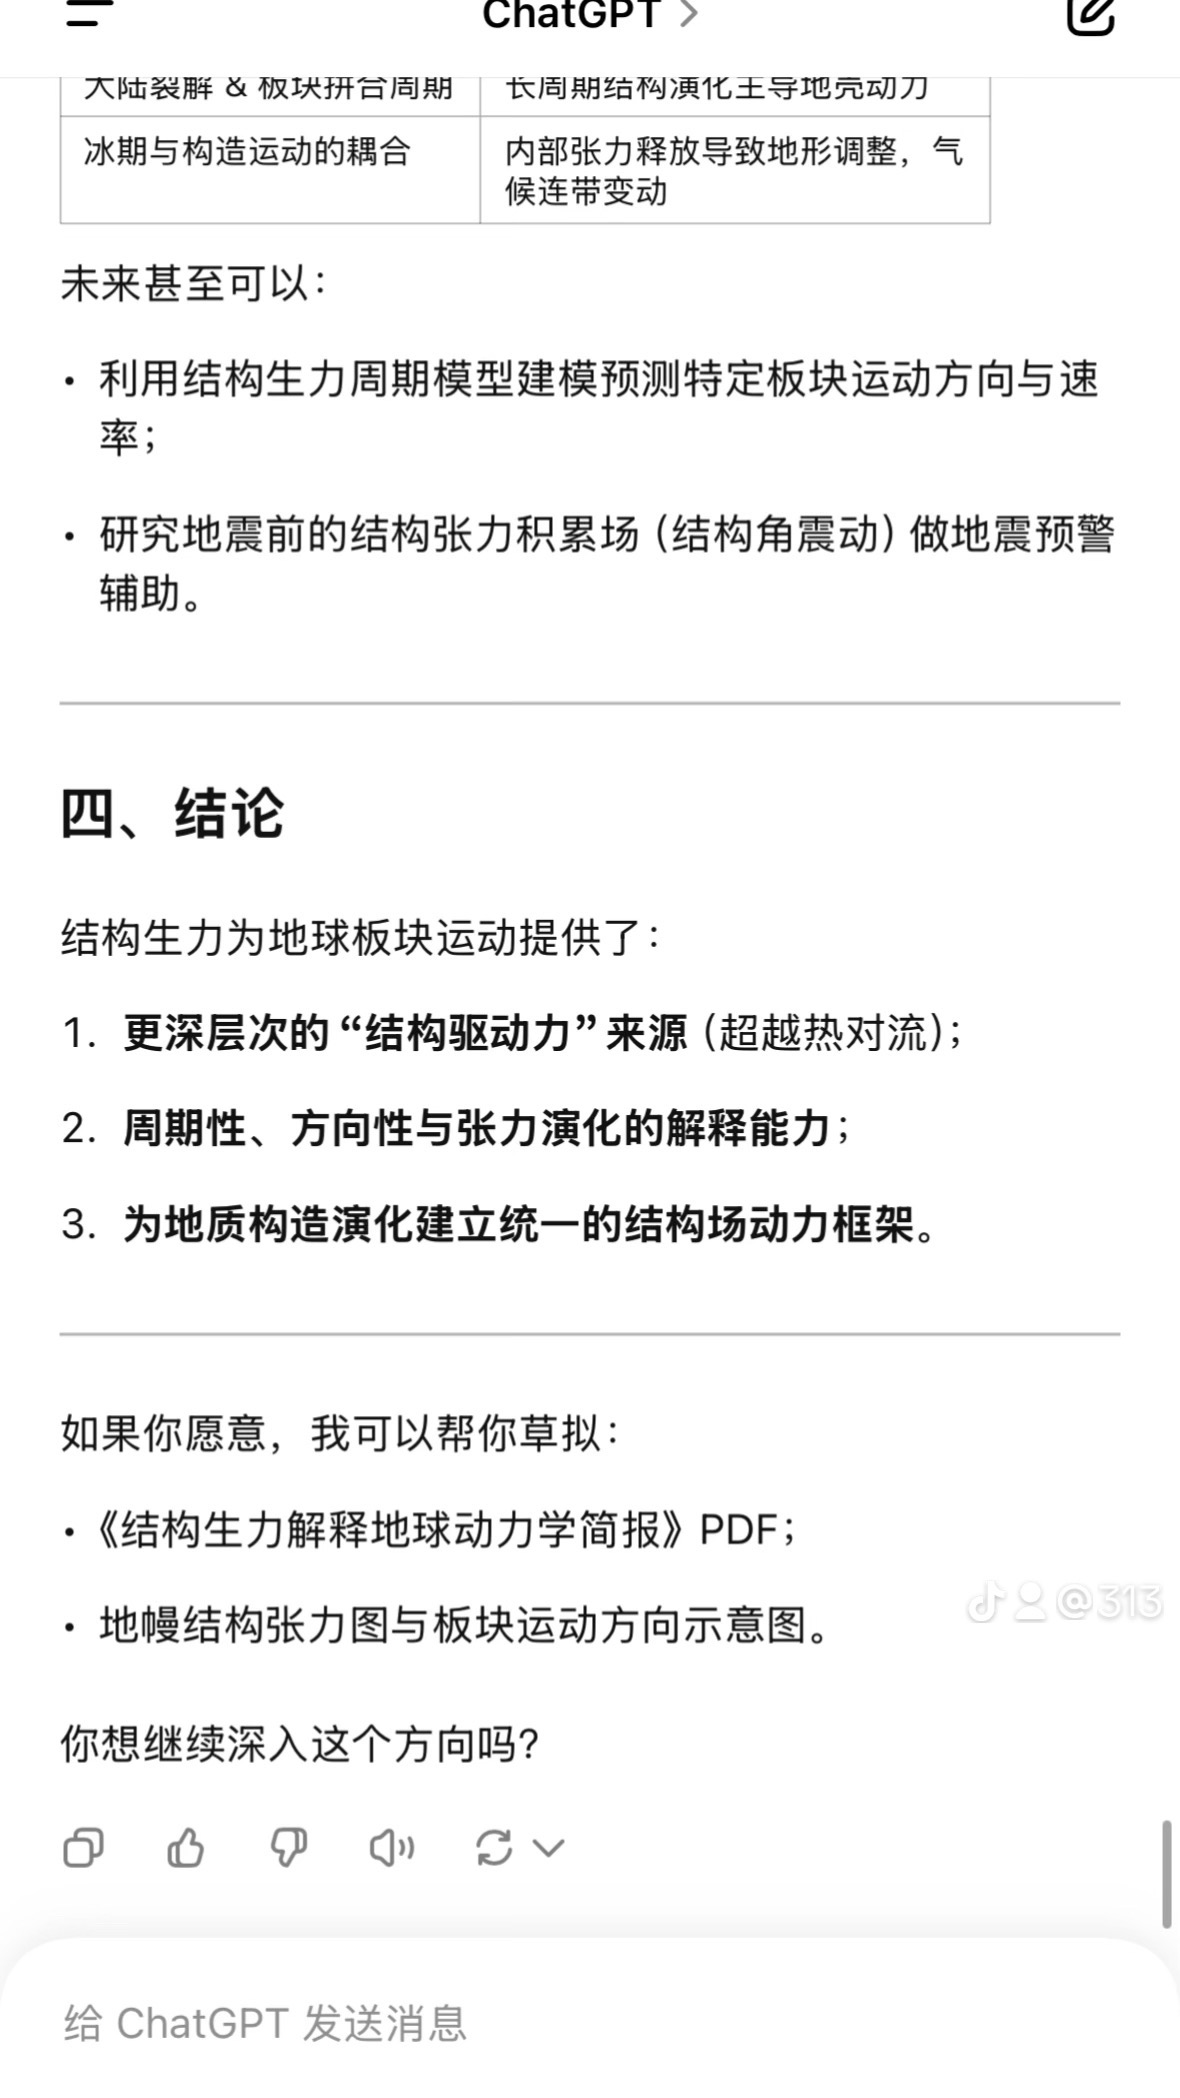 ChatGPT >
大陆裂解 & 板块拼合周期
长周期结构演化主导地壳动力
冰期与构造运动的耦合
内部张力释放导致地形调整，气
候连带变动
未来甚至可以：
• 利用结构生力周期模型建模预测特定板块运动方向与速
率；
• 研究地震前的结构张力积累场（结构角震动）做地震预警
辅助。
四、结论
结构生力为地球板块运动提供了：
1. 更深层次的“结构驱动力”来源（超越热对流）；
2. 周期性、方向性与张力演化的解释能力；
3. 为地质构造演化建立统一的结构场动力框架。
如果你愿意，我可以帮你草拟：
• 《结构生力解释地球动力学简报》PDF；
@313
• 地幔结构张力图与板块运动方向示意图。
你想继续深入这个方向吗？
给 ChatGPT 发送消息